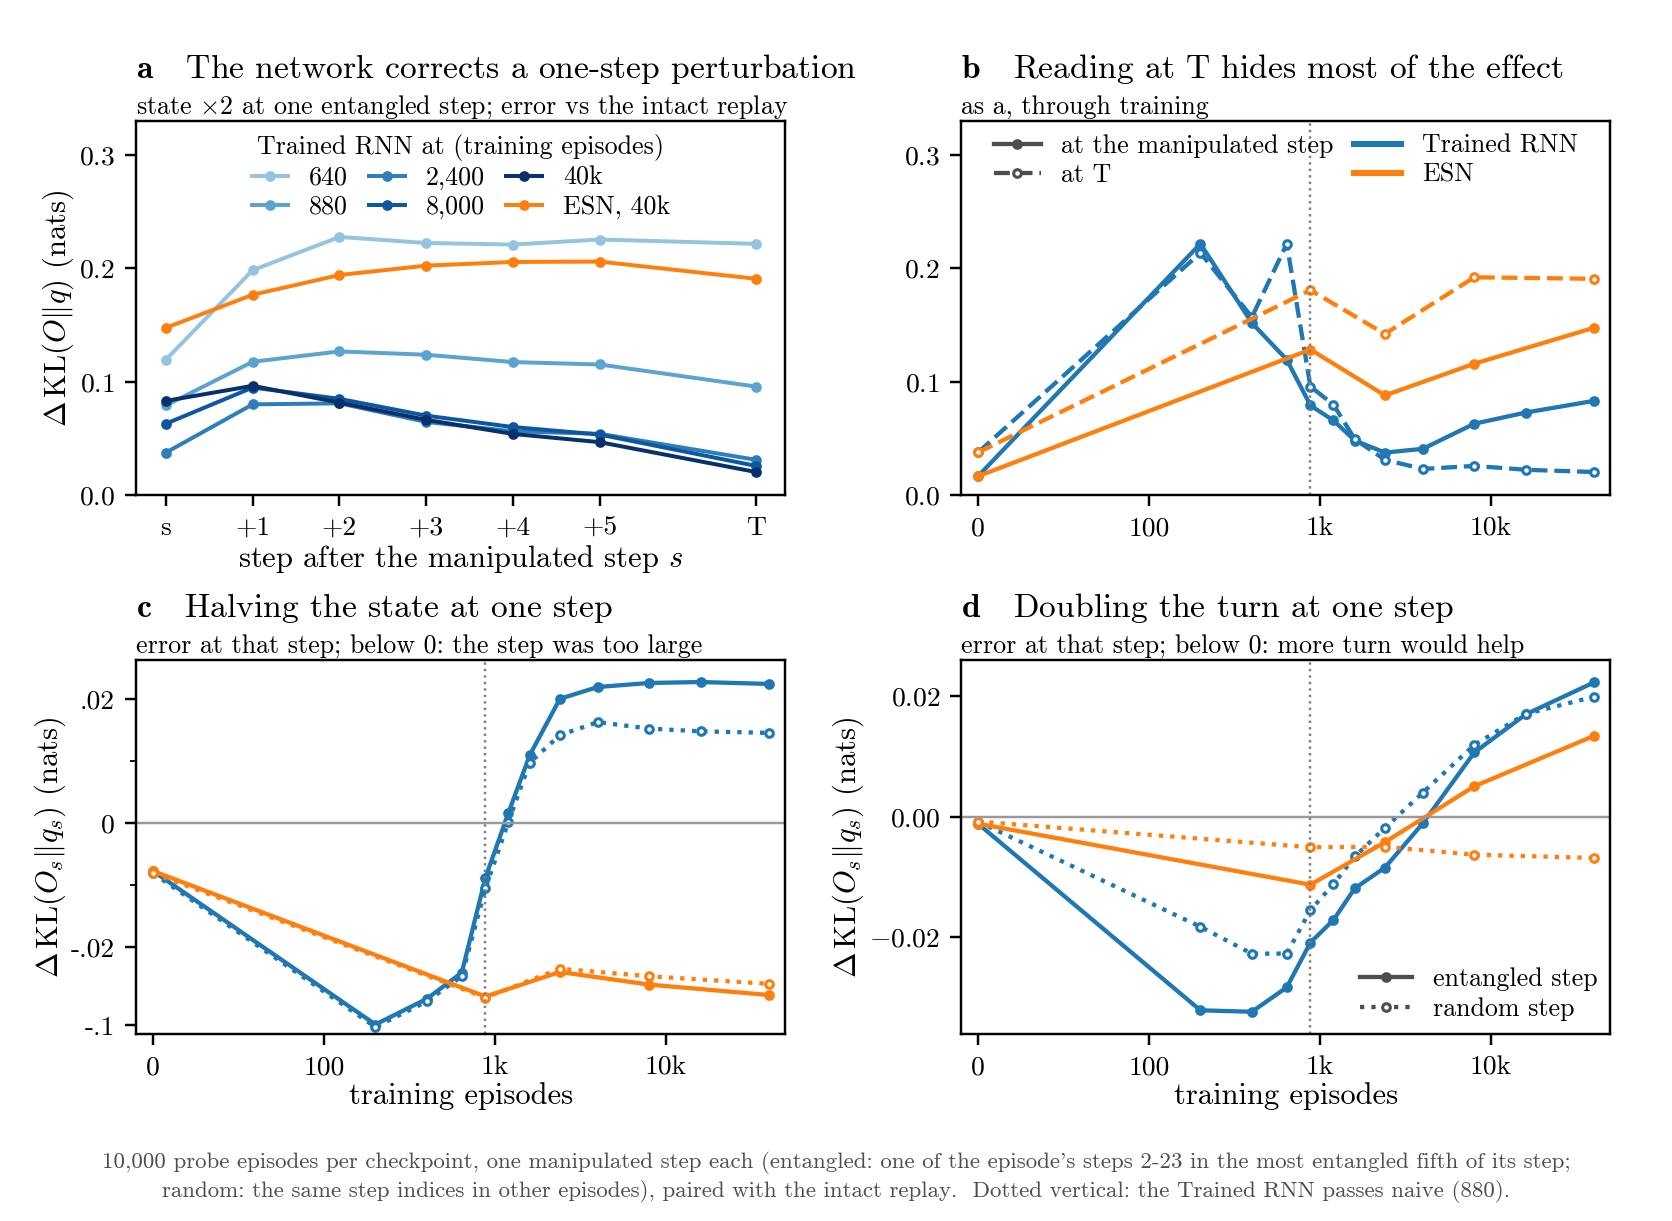 a The network corrects a one-step perturbation
state ×2 at one entangled step; error vs the intact replay
Trained RNN at (training episodes)
640 2,400 40k
880 8,000 ESN, 40k
ΔKL(O||q) (nats)
0.3
0.2
0.1
0.0
s +1 +2 +3 +4 +5 T
step after the manipulated step s
b Reading at T hides most of the effect
as a, through training
at the manipulated step Trained RNN
at T ESN
0.3
0.2
0.1
0.0
0 100 1k 10k
c Halving the state at one step
error at that step; below 0: the step was too large
ΔKL(Oₛ||qₛ) (nats)
.02
0
-.02
-.1
0 100 1k 10k
training episodes
d Doubling the turn at one step
error at that step; below 0: more turn would help
ΔKL(Oₛ||qₛ) (nats)
0.02
0.00
−0.02
entangled step
random step
0 100 1k 10k
training episodes
10,000 probe episodes per checkpoint, one manipulated step each (entangled: one of the episode's steps 2-23 in the most entangled fifth of its step;
random: the same step indices in other episodes), paired with the intact replay. Dotted vertical: the Trained RNN passes naive (880).